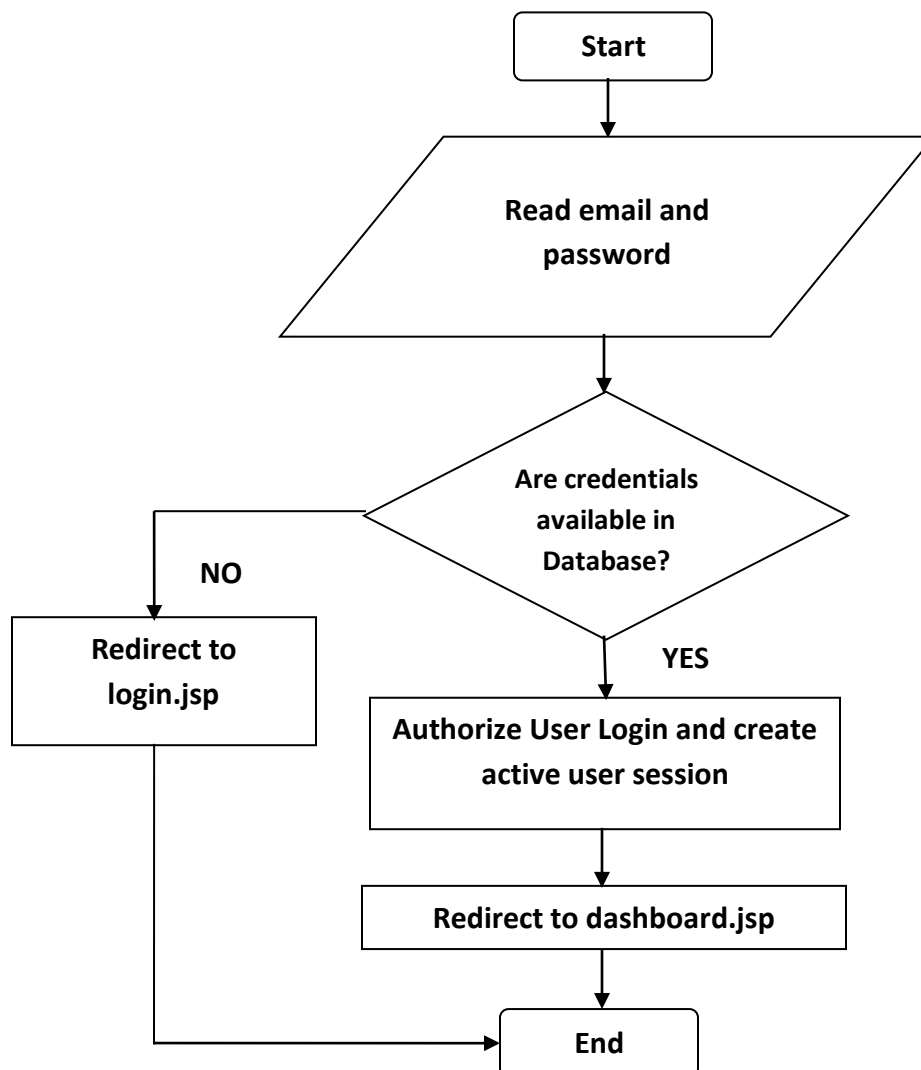 Start
Read email and
password
Are credentials
available in
Database?
NO
YES
Redirect to
login.jsp
Authorize User Login and create
active user session
Redirect to dashboard.jsp
End